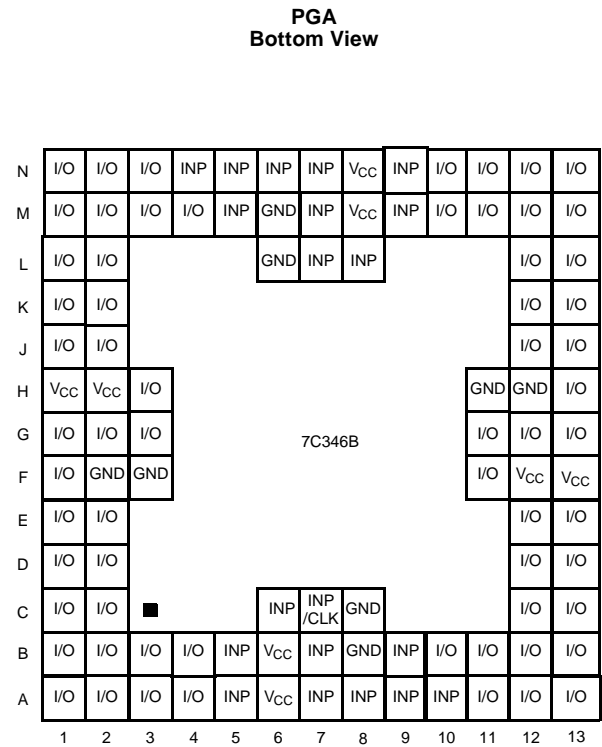 PGA
Bottom View
N I/O I/O I/O INP INP INP INP VCC INP I/O I/O I/O I/O
M I/O I/O I/O I/O INP GND INP VCC INP I/O I/O I/O I/O
L I/O I/O GND INP INP I/O I/O
K I/O I/O I/O I/O
J I/O I/O I/O I/O
H VCC VCC I/O GND GND I/O
G I/O I/O I/O 7C346B I/O I/O I/O
F I/O GND GND I/O VCC VCC
E I/O I/O I/O I/O
D I/O I/O I/O I/O
C I/O I/O INP INP /CLK GND I/O I/O
B I/O I/O I/O I/O INP VCC INP GND INP I/O I/O I/O I/O
A I/O I/O I/O I/O INP VCC INP INP INP INP I/O I/O I/O
1 2 3 4 5 6 7 8 9 10 11 12 13